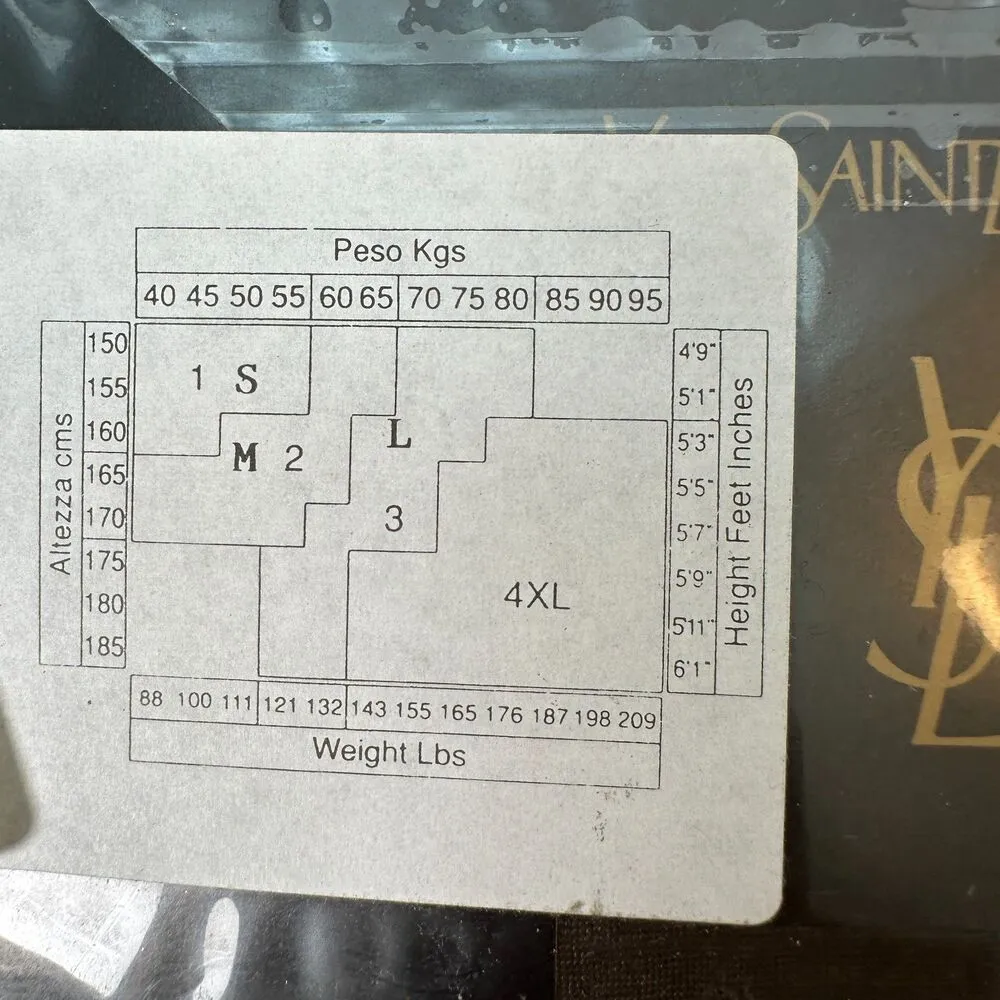 YVES SAINT L
Peso Kgs
40 45 50 55 60 65 70 75 80 85 90 95
Altezza cms
150
155
160
165
170
175
180
185
1 S
M 2
L
3
4XL
4'9"
5'1"
5'3"
5'5"
5'7"
5'9"
5'11"
6'1"
Height Feet Inches
88 100 111 121 132 143 155 165 176 187 198 209
Weight Lbs
YSL